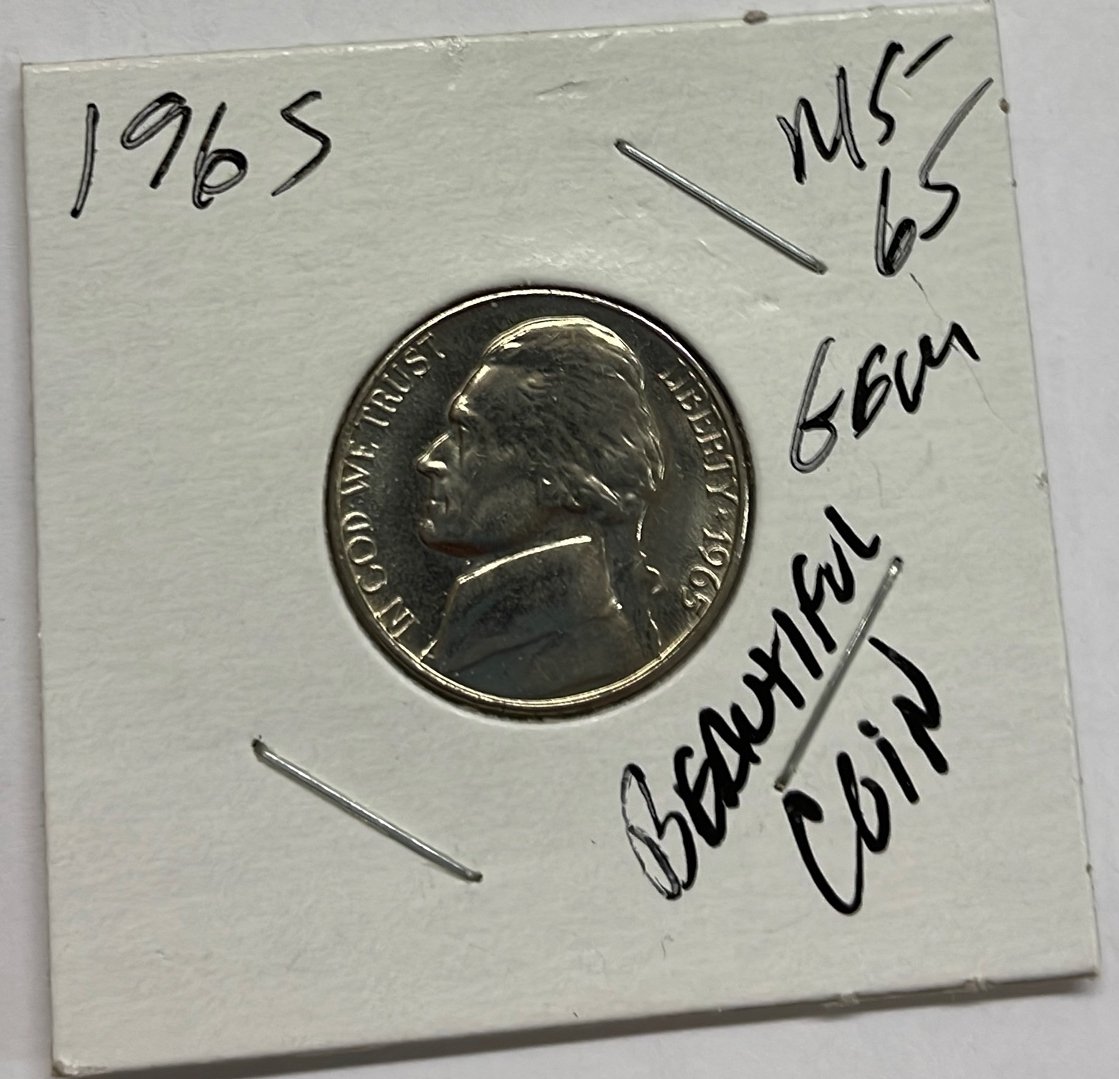 1965
MS
65
GEM
BEAUTIFUL
COIN
IN GOD WE TRUST
LIBERTY · 1965